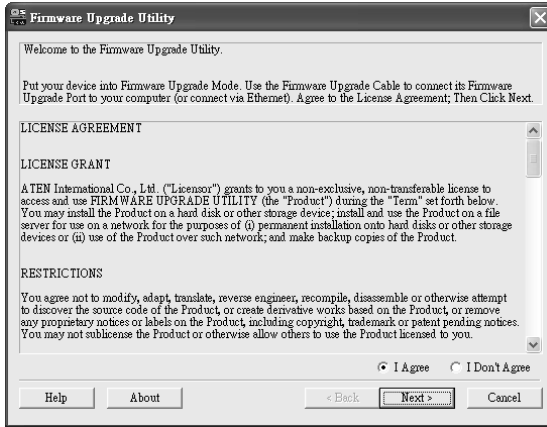 Firmware Upgrade Utility
Welcome to the Firmware Upgrade Utility.
Put your device into Firmware Upgrade Mode. Use the Firmware Upgrade Cable to connect its Firmware
Upgrade Port to your computer (or connect via Ethernet). Agree to the License Agreement; Then Click Next.
LICENSE AGREEMENT
LICENSE GRANT
ATEN International Co., Ltd. ("Licensor") grants to you a non-exclusive, non-transferable license to
access and use FIRMWARE UPGRADE UTILITY (the "Product") during the "Term" set forth below.
You may install the Product on a hard disk or other storage device; install and use the Product on a file
server for use on a network for the purposes of (i) permanent installation onto hard disks or other storage
devices or (ii) use of the Product over such network; and make backup copies of the Product.
RESTRICTIONS
You agree not to modify, adapt, translate, reverse engineer, recompile, disassemble or otherwise attempt
to discover the source code of the Product, or create derivative works based on the Product, or remove
any proprietary notices or labels on the Product, including copyright, trademark or patent pending notices.
You may not sublicense the Product or otherwise allow others to use the Product licensed to you.
I Agree I Don't Agree
Help About < Back Next > Cancel